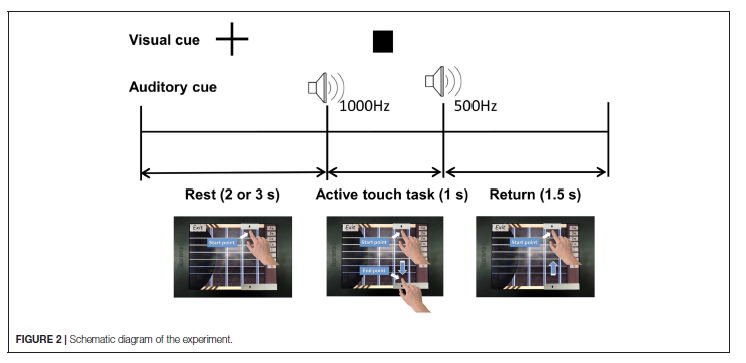 Visual cue
Auditory cue
1000Hz
500Hz
Rest (2 or 3 s)
Active touch task (1 s)
Return (1.5 s)
Exit
Start point
Exit
Start point
End point
Exit
Start point
FIGURE 2 | Schematic diagram of the experiment.